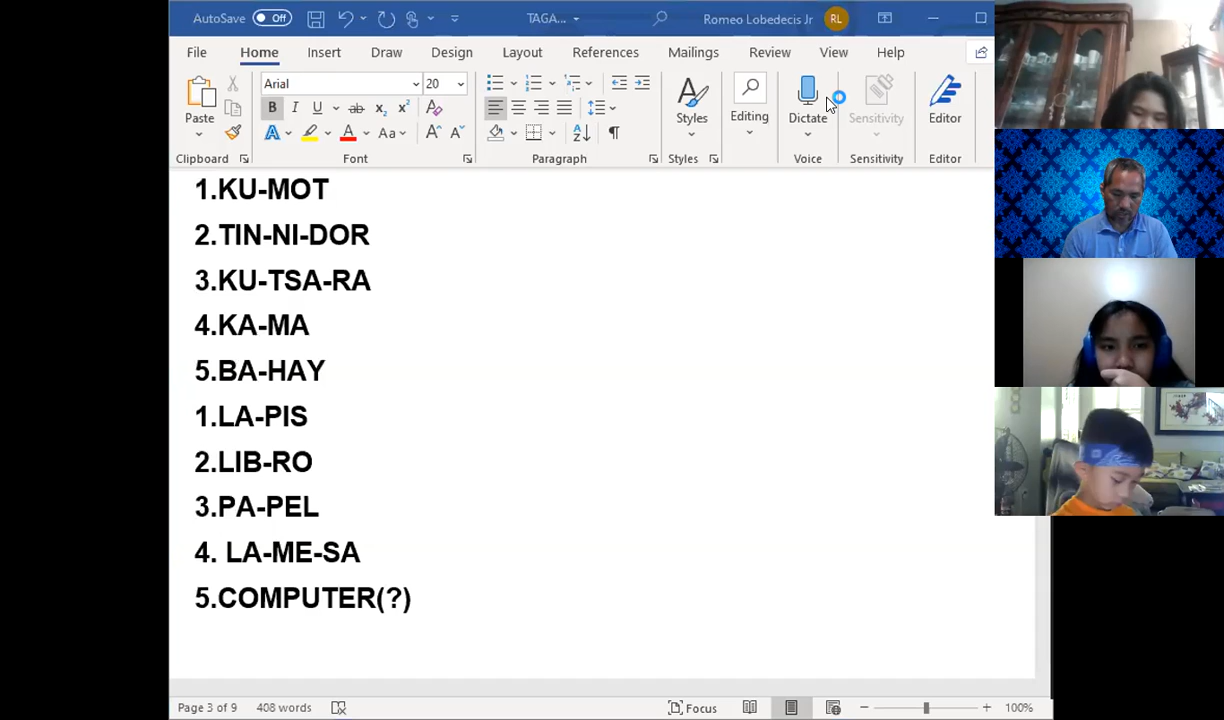 AutoSave Off TAGA... Romeo Lobedecis Jr RL
File Home Insert Draw Design Layout References Mailings Review View Help
Paste Arial 20 Styles Editing Dictate Sensitivity Editor
Clipboard Font Paragraph Styles Voice Sensitivity Editor
1.KU-MOT
2.TIN-NI-DOR
3.KU-TSA-RA
4.KA-MA
5.BA-HAY
1.LA-PIS
2.LIB-RO
3.PA-PEL
4. LA-ME-SA
5.COMPUTER(?)
Page 3 of 9 408 words Focus 100%